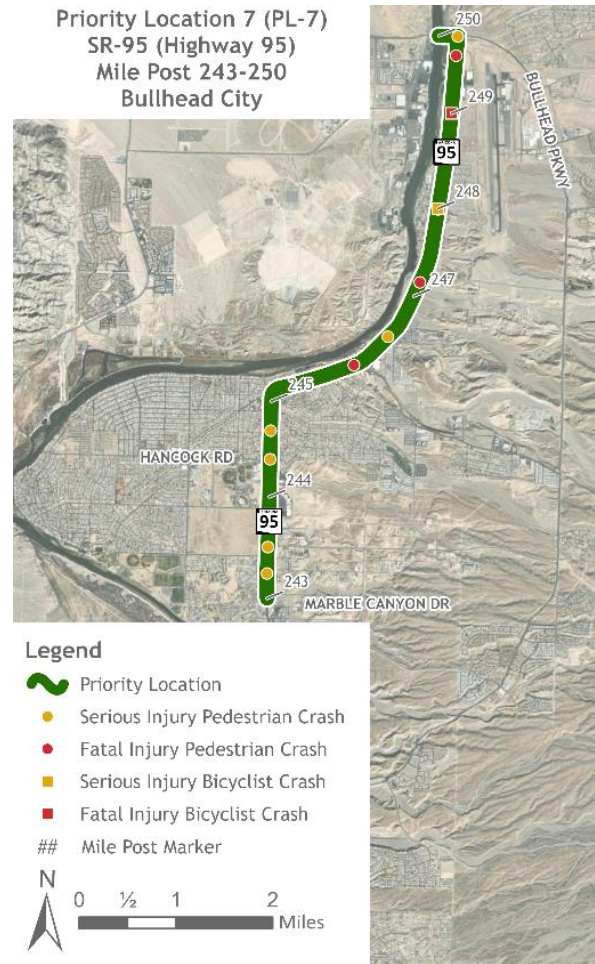 Priority Location 7 (PL-7)
SR-95 (Highway 95)
Mile Post 243-250
Bullhead City
250
BULLHEAD PKWY
249
95
248
247
245
HANCOCK RD
244
95
243
MARBLE CANYON DR
Legend
Priority Location
Serious Injury Pedestrian Crash
Fatal Injury Pedestrian Crash
Serious Injury Bicyclist Crash
Fatal Injury Bicyclist Crash
## Mile Post Marker
N
0 ½ 1 2
Miles